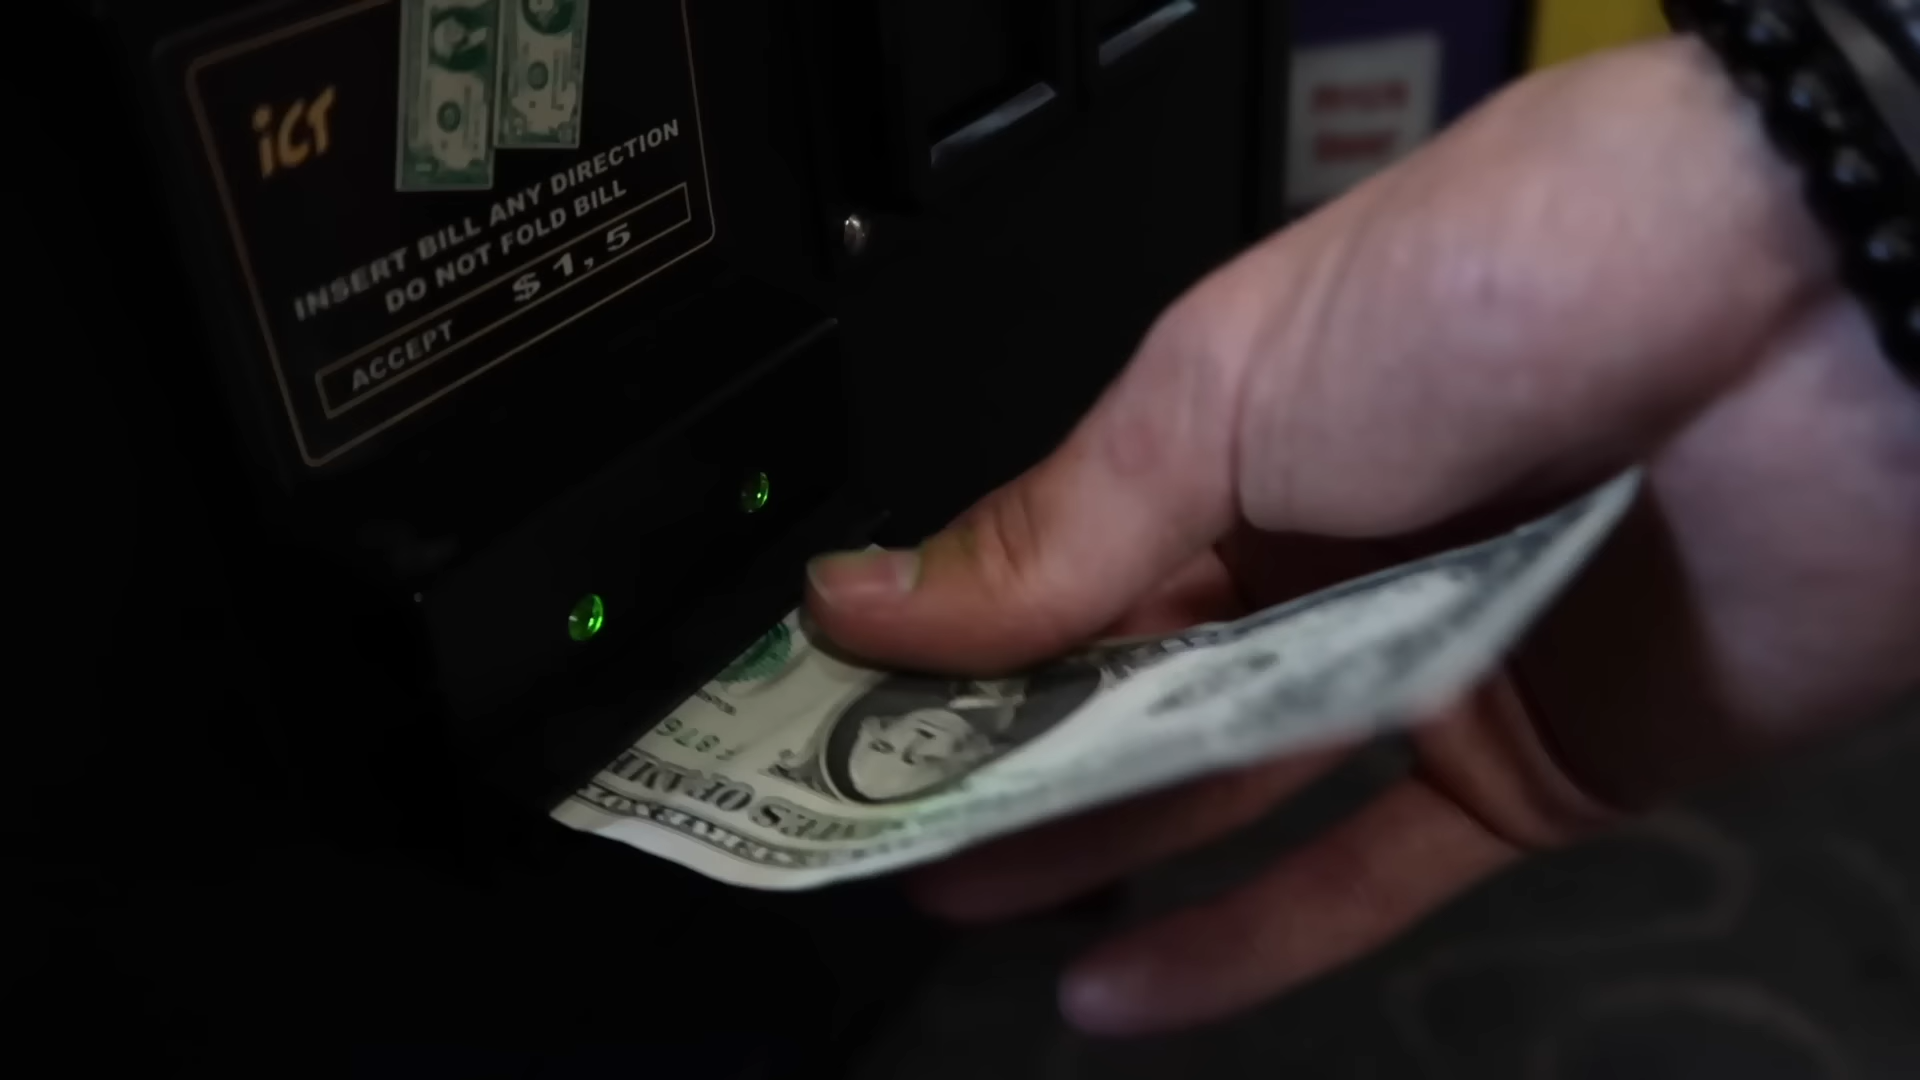 iCT
INSERT BILL ANY DIRECTION
DO NOT FOLD BILL
ACCEPT $1, 5